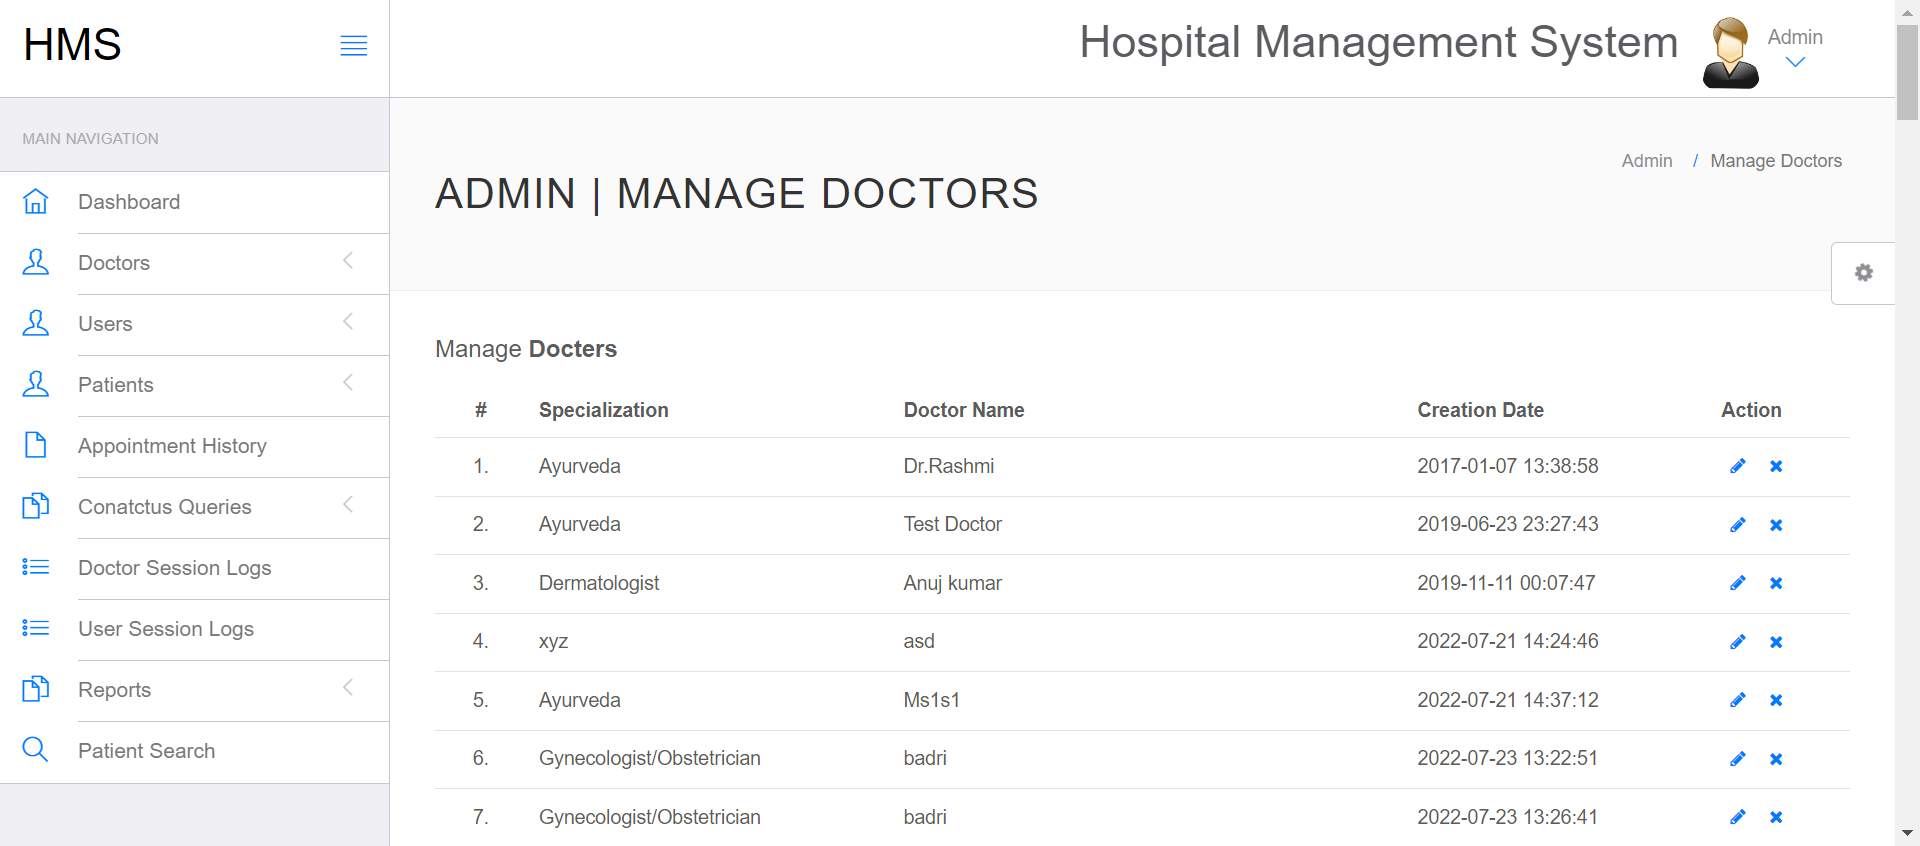 HMS
Hospital Management System
Admin
MAIN NAVIGATION
Dashboard
Doctors
Users
Patients
Appointment History
Conatctus Queries
Doctor Session Logs
User Session Logs
Reports
Patient Search
ADMIN | MANAGE DOCTORS
Admin / Manage Doctors
Manage Docters
# Specialization Doctor Name Creation Date Action
1. Ayurveda Dr.Rashmi 2017-01-07 13:38:58
2. Ayurveda Test Doctor 2019-06-23 23:27:43
3. Dermatologist Anuj kumar 2019-11-11 00:07:47
4. xyz asd 2022-07-21 14:24:46
5. Ayurveda Ms1s1 2022-07-21 14:37:12
6. Gynecologist/Obstetrician badri 2022-07-23 13:22:51
7. Gynecologist/Obstetrician badri 2022-07-23 13:26:41